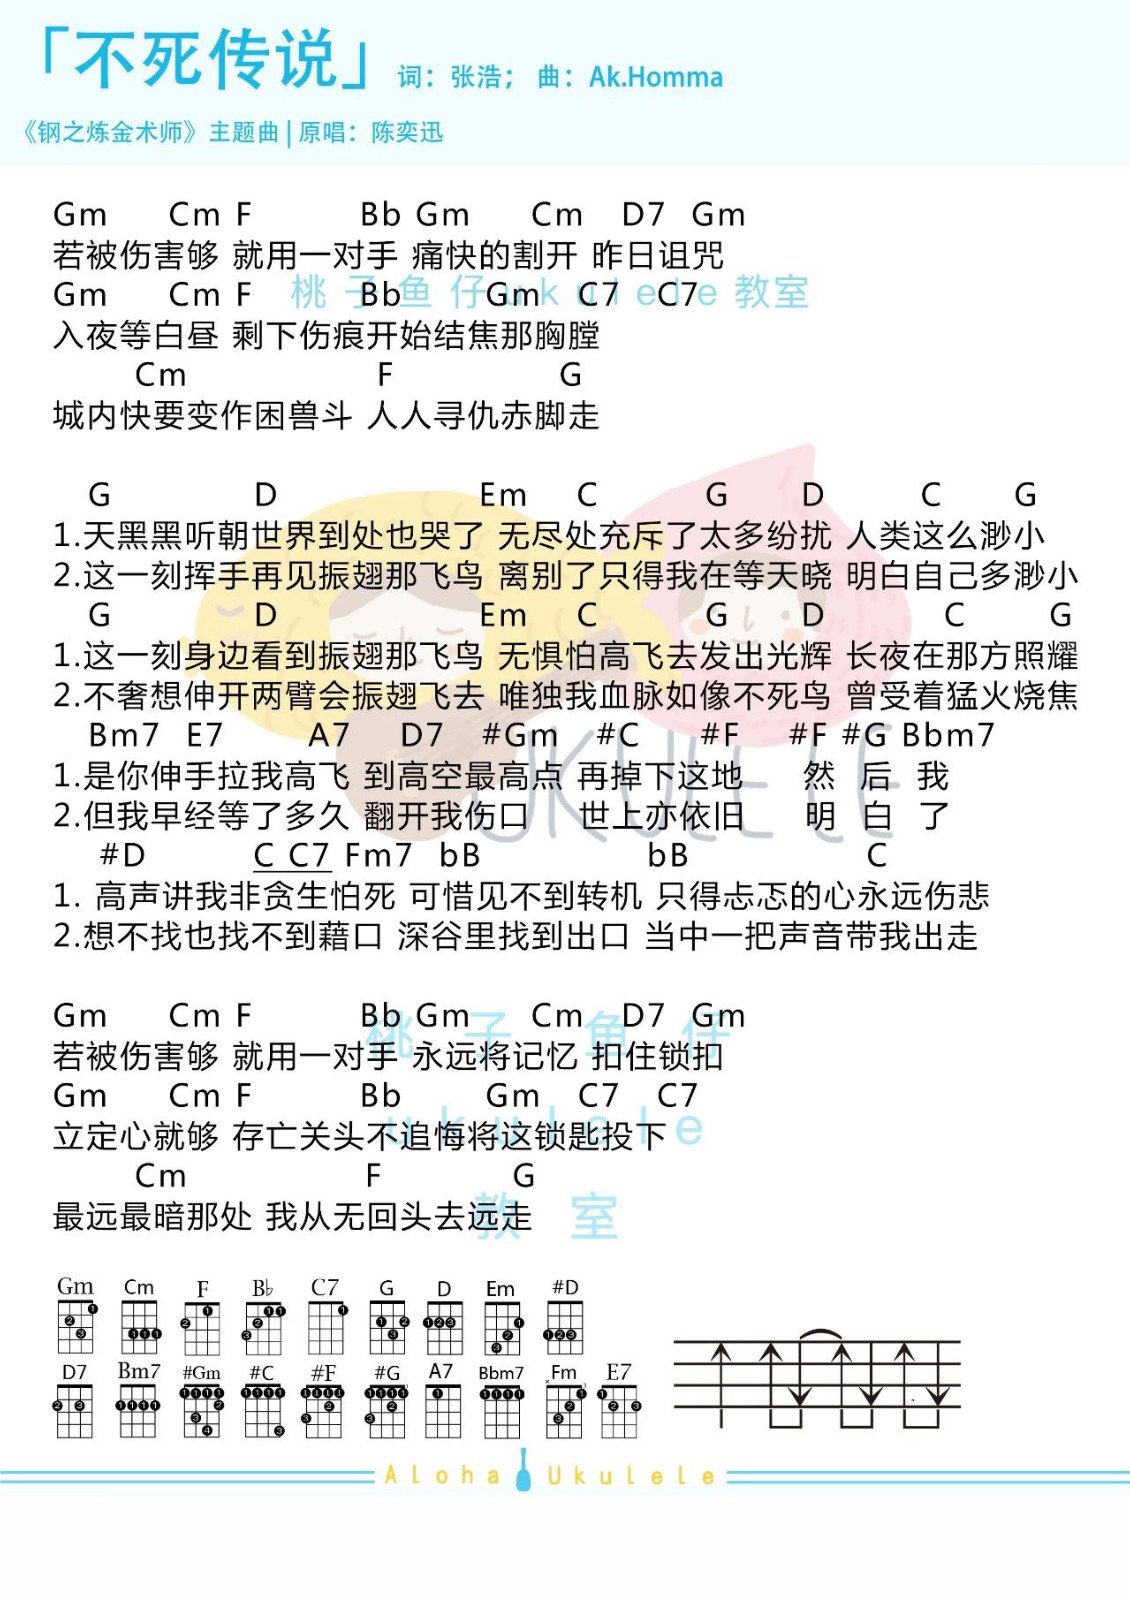 「不死传说」 词：张浩； 曲：Ak.Homma
《钢之炼金术师》主题曲 | 原唱：陈奕迅
Gm Cm F Bb Gm Cm D7 Gm
若被伤害够 就用一对手 痛快的割开 昨日诅咒
桃子鱼仔ukulele教室
Gm Cm F Bb Gm C7 C7
入夜等白昼 剩下伤痕开始结焦那胸膛
Cm F G
城内快要变作困兽斗 人人寻仇赤脚走
G D Em C G D C G
1.天黑黑听朝世界到处也哭了 无尽处充斥了太多纷扰 人类这么渺小
2.这一刻挥手再见振翅那飞鸟 离别了只得我在等天晓 明白自己多渺小
G D Em C G D C G
1.这一刻身边看到振翅那飞鸟 无惧怕高飞去发出光辉 长夜在那方照耀
2.不奢想伸开两臂会振翅飞去 唯独我血脉如像不死鸟 曾受着猛火烧焦
Bm7 E7 A7 D7 #Gm #C #F #F #G Bbm7
1.是你伸手拉我高飞 到高空最高点 再掉下这地 然 后 我
2.但我早经等了多久 翻开我伤口 世上亦依旧 明 白 了
UKULELE
#D C C7 Fm7 bB bB C
1. 高声讲我非贪生怕死 可惜见不到转机 只得忐忑的心永远伤悲
2.想不找也找不到藉口 深谷里找到出口 当中一把声音带我出走
Gm Cm F Bb Gm Cm D7 Gm
桃 子 鱼 仔
若被伤害够 就用一对手 永远将记忆 扣住锁扣
Gm Cm F Bb Gm C7 C7
ukulele
立定心就够 存亡关头不追悔将这锁匙投下
Cm F G
教 室
最远最暗那处 我从无回头去远走
Gm Cm F B♭ C7 G D Em #D
D7 Bm7 #Gm #C #F #G A7 Bbm7 Fm E7
Aloha Ukulele